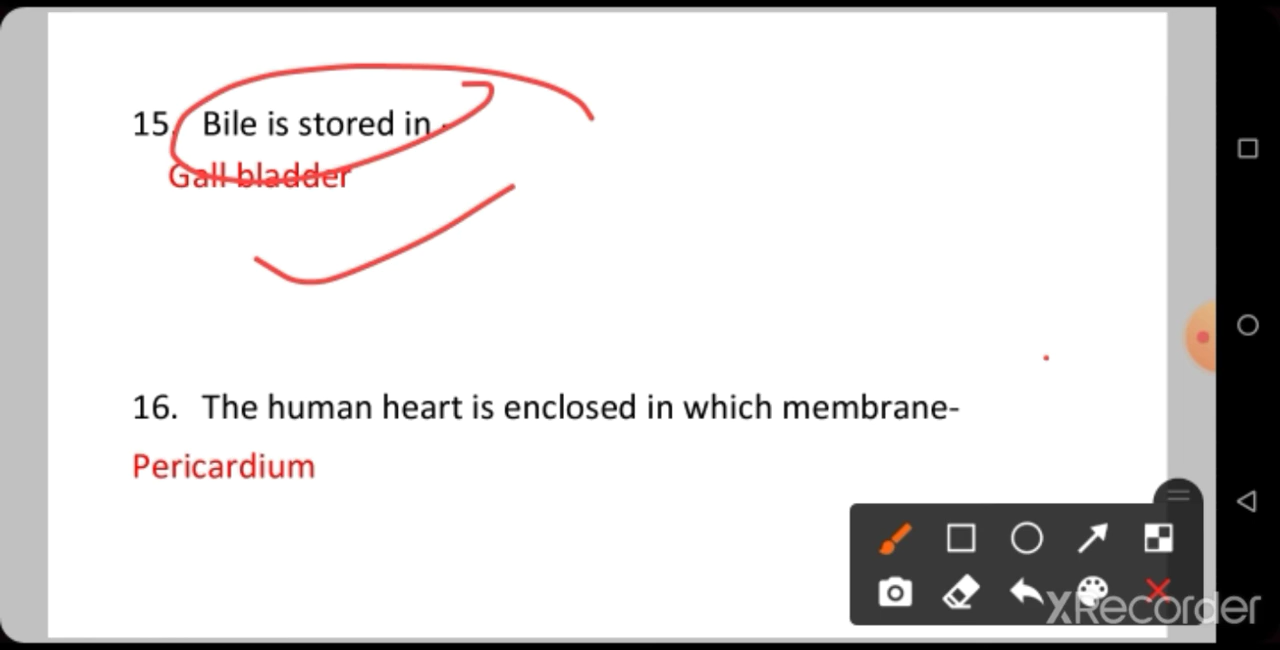 15. Bile is stored in -
Gall bladder
16. The human heart is enclosed in which membrane-
Pericardium
XRecorder